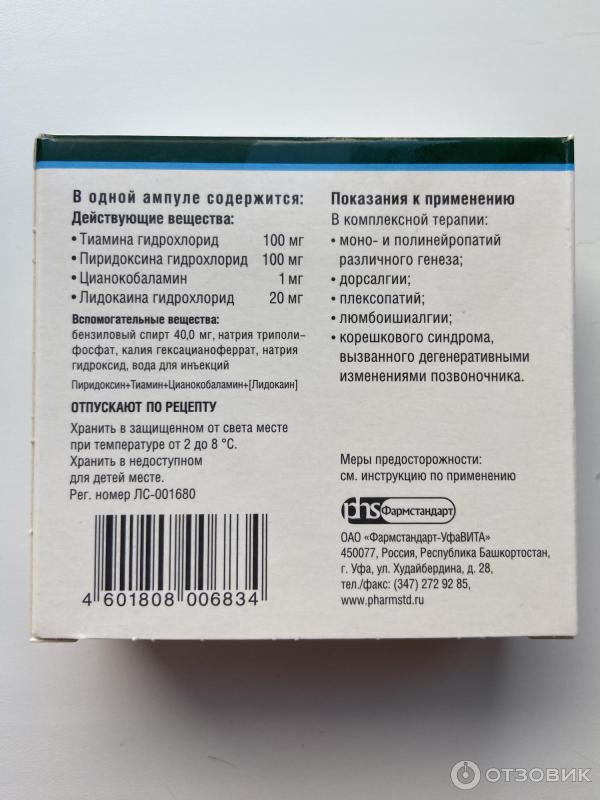 В одной ампуле содержится:
Действующие вещества:
• Тиамина гидрохлорид 100 мг
• Пиридоксина гидрохлорид 100 мг
• Цианокобаламин 1 мг
• Лидокаина гидрохлорид 20 мг
Вспомогательные вещества:
бензиловый спирт 40,0 мг, натрия триполи-
фосфат, калия гексацианоферрат, натрия
гидроксид, вода для инъекций
Пиридоксин+Тиамин+Цианокобаламин+[Лидокаин]
ОТПУСКАЮТ ПО РЕЦЕПТУ
Хранить в защищенном от света месте
при температуре от 2 до 8 °С.
Хранить в недоступном
для детей месте.
Рег. номер ЛС-001680
4 601808 006834
Показания к применению
В комплексной терапии:
• моно- и полинейропатий
различного генеза;
• дорсалгии;
• плексопатий;
• люмбоишиалгии;
• корешкового синдрома,
вызванного дегенеративными
изменениями позвоночника.
Меры предосторожности:
см. инструкцию по применению
phs Фармстандарт
ОАО «Фармстандарт-УфаВИТА»
450077, Россия, Республика Башкортостан,
г. Уфа, ул. Худайбердина, д. 28,
тел./факс: (347) 272 92 85,
www.pharmstd.ru
ОТЗОВИК